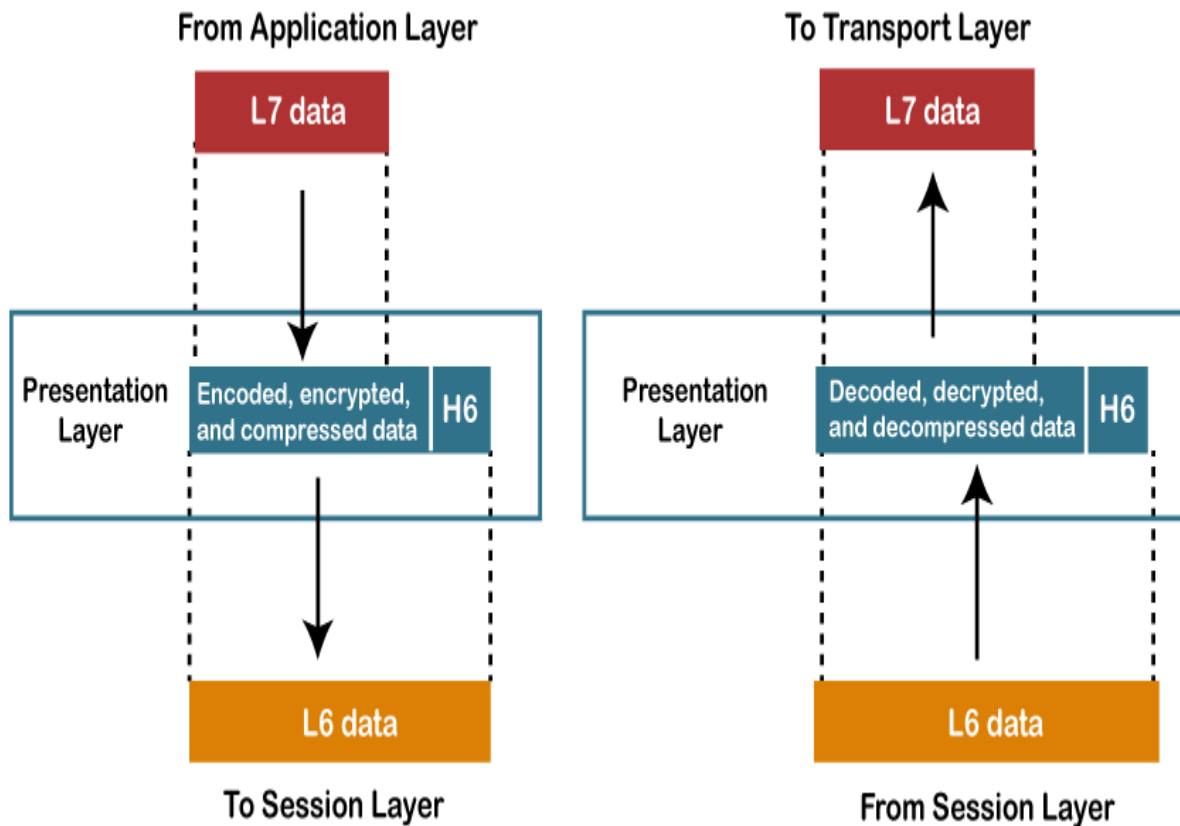 From Application Layer
L7 data
Presentation
Layer
Encoded, encrypted,
and compressed data
H6
L6 data
To Session Layer
To Transport Layer
L7 data
Presentation
Layer
Decoded, decrypted,
and decompressed data
H6
L6 data
From Session Layer